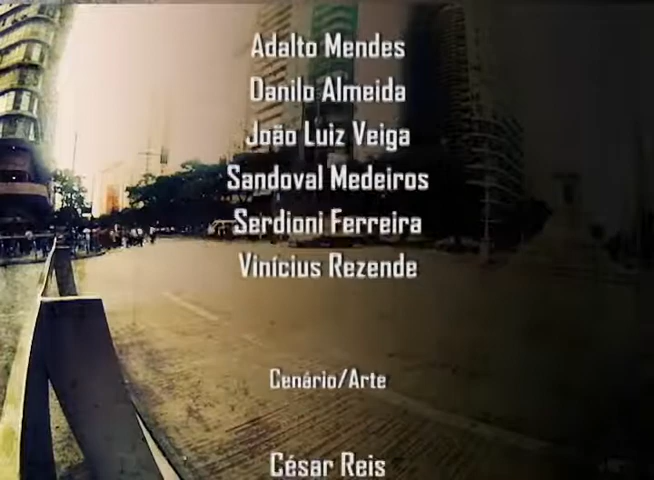 Adalto Mendes
Danilo Almeida
João Luiz Veiga
Sandoval Medeiros
Serdioni Ferreira
Vinícius Rezende
Cenário/Arte
César Reis